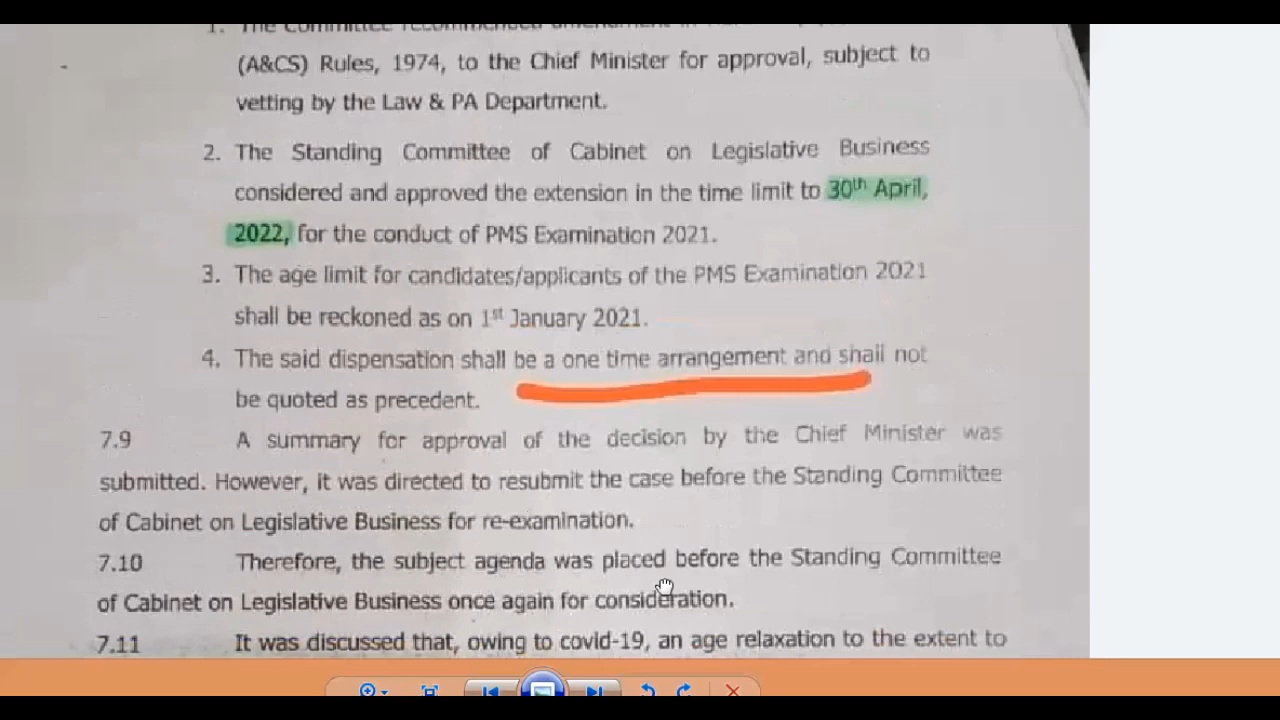 1. The Committee recommended amendment in
(A&CS) Rules, 1974, to the Chief Minister for approval, subject to
vetting by the Law & PA Department.
2. The Standing Committee of Cabinet on Legislative Business
considered and approved the extension in the time limit to 30th April,
2022, for the conduct of PMS Examination 2021.
3. The age limit for candidates/applicants of the PMS Examination 2021
shall be reckoned as on 1st January 2021.
4. The said dispensation shall be a one time arrangement and shall not
be quoted as precedent.
7.9 A summary for approval of the decision by the Chief Minister was
submitted. However, it was directed to resubmit the case before the Standing Committee
of Cabinet on Legislative Business for re-examination.
7.10 Therefore, the subject agenda was placed before the Standing Committee
of Cabinet on Legislative Business once again for consideration.
7.11 It was discussed that, owing to covid-19, an age relaxation to the extent to